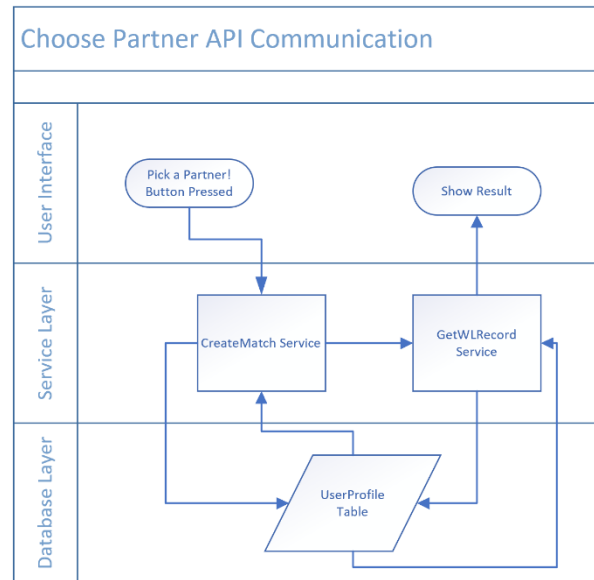 Choose Partner API Communication
User Interface
Pick a Partner!
Button Pressed
Show Result
Service Layer
CreateMatch Service
GetWLRecord
Service
Database Layer
UserProfile
Table